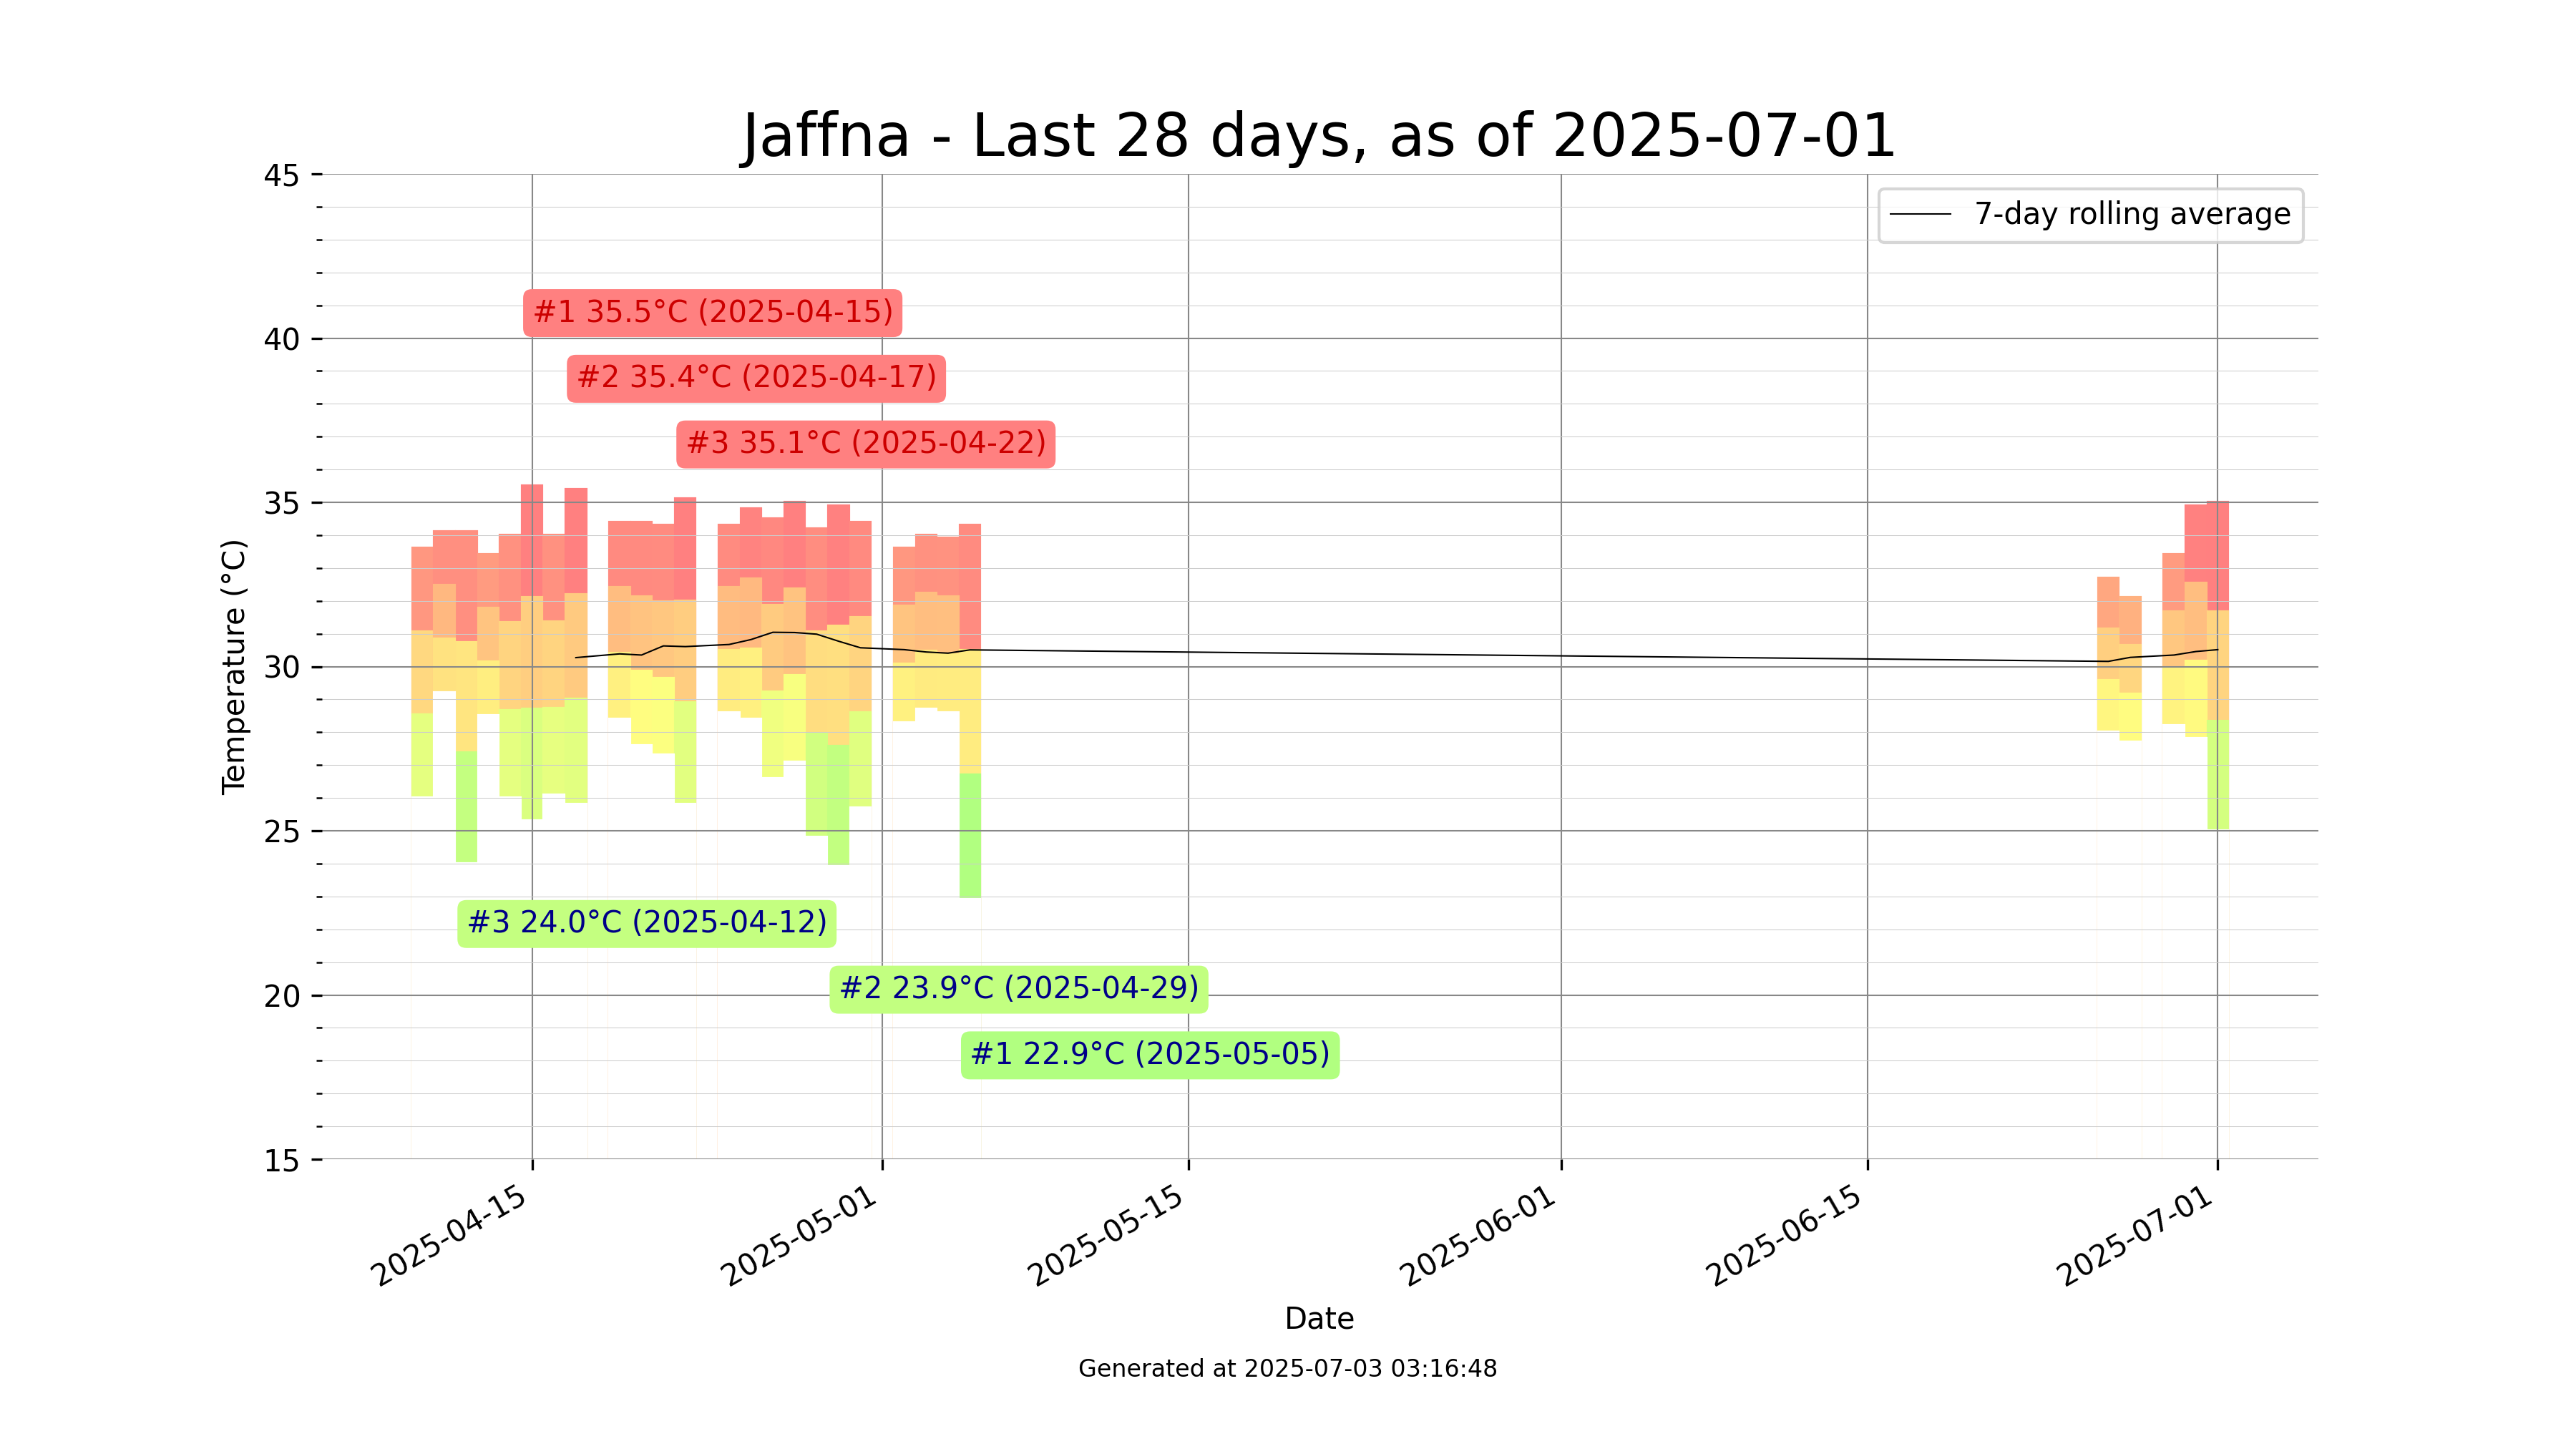 Jaffna - Last 28 days, as of 2025-07-01
7-day rolling average
45
40
35
30
25
20
15
Temperature (°C)
#1 35.5°C (2025-04-15)
#2 35.4°C (2025-04-17)
#3 35.1°C (2025-04-22)
#3 24.0°C (2025-04-12)
#2 23.9°C (2025-04-29)
#1 22.9°C (2025-05-05)
2025-04-15
2025-05-01
2025-05-15
2025-06-01
2025-06-15
2025-07-01
Date
Generated at 2025-07-03 03:16:48